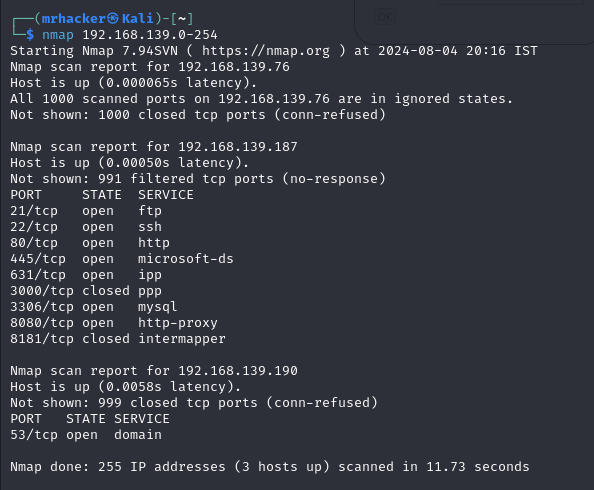 ┌──(mrhacker㉿Kali)-[~]
└─$ nmap 192.168.139.0-254
Starting Nmap 7.94SVN ( https://nmap.org ) at 2024-08-04 20:16 IST
Nmap scan report for 192.168.139.76
Host is up (0.000065s latency).
All 1000 scanned ports on 192.168.139.76 are in ignored states.
Not shown: 1000 closed tcp ports (conn-refused)

Nmap scan report for 192.168.139.187
Host is up (0.00050s latency).
Not shown: 991 filtered tcp ports (no-response)
PORT     STATE  SERVICE
21/tcp   open   ftp
22/tcp   open   ssh
80/tcp   open   http
445/tcp  open   microsoft-ds
631/tcp  open   ipp
3000/tcp closed ppp
3306/tcp open   mysql
8080/tcp open   http-proxy
8181/tcp closed intermapper

Nmap scan report for 192.168.139.190
Host is up (0.0058s latency).
Not shown: 999 closed tcp ports (conn-refused)
PORT   STATE SERVICE
53/tcp open  domain

Nmap done: 255 IP addresses (3 hosts up) scanned in 11.73 seconds